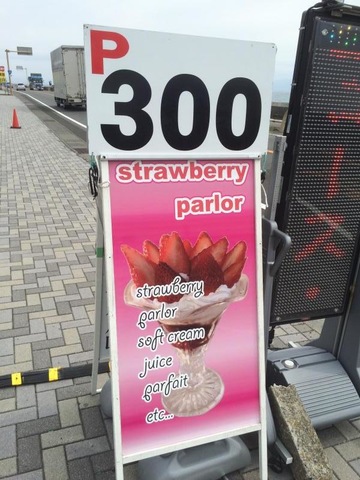 P
300
strawberry
parlor
strawberry
parlor
soft cream
juice
parfait
etc...